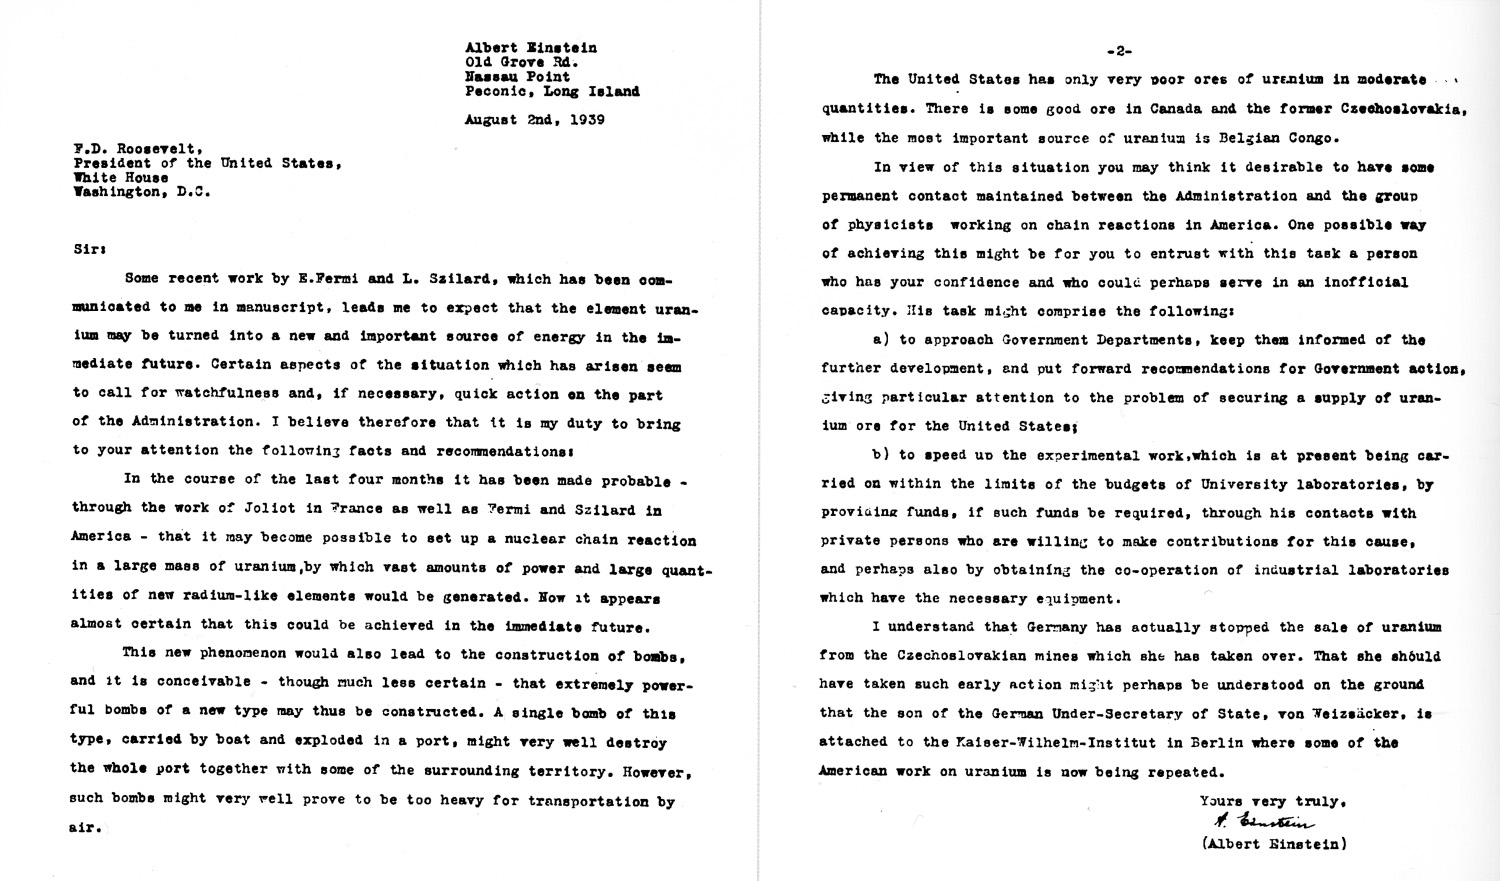 Albert Einstein
Old Grove Rd.
Nassau Point
Peconic, Long Island
August 2nd, 1939
F.D. Roosevelt,
President of the United States,
White House
Washington, D.C.
Sir:
Some recent work by E.Fermi and L. Szilard, which has been com-
municated to me in manuscript, leads me to expect that the element uran-
ium may be turned into a new and important source of energy in the im-
mediate future. Certain aspects of the situation which has arisen seem
to call for watchfulness and, if necessary, quick action on the part
of the Administration. I believe therefore that it is my duty to bring
to your attention the following facts and recommendations:
In the course of the last four months it has been made probable -
through the work of Joliot in France as well as Fermi and Szilard in
America - that it may become possible to set up a nuclear chain reaction
in a large mass of uranium,by which vast amounts of power and large quant-
ities of new radium-like elements would be generated. Now it appears
almost certain that this could be achieved in the immediate future.
This new phenomenon would also lead to the construction of bombs,
and it is conceivable - though much less certain - that extremely power-
ful bombs of a new type may thus be constructed. A single bomb of this
type, carried by boat and exploded in a port, might very well destroy
the whole port together with some of the surrounding territory. However,
such bombs might very well prove to be too heavy for transportation by
air.
-2-
The United States has only very poor ores of uranium in moderate
quantities. There is some good ore in Canada and the former Czechoslovakia,
while the most important source of uranium is Belgian Congo.
In view of this situation you may think it desirable to have some
permanent contact maintained between the Administration and the group
of physicists working on chain reactions in America. One possible way
of achieving this might be for you to entrust with this task a person
who has your confidence and who could perhaps serve in an inofficial
capacity. His task might comprise the following:
a) to approach Government Departments, keep them informed of the
further development, and put forward recommendations for Government action,
giving particular attention to the problem of securing a supply of uran-
ium ore for the United States;
b) to speed up the experimental work,which is at present being car-
ried on within the limits of the budgets of University laboratories, by
providing funds, if such funds be required, through his contacts with
private persons who are willing to make contributions for this cause,
and perhaps also by obtaining the co-operation of industrial laboratories
which have the necessary equipment.
I understand that Germany has actually stopped the sale of uranium
from the Czechoslovakian mines which she has taken over. That she should
have taken such early action might perhaps be understood on the ground
that the son of the German Under-Secretary of State, von Weizsäcker, is
attached to the Kaiser-Wilhelm-Institut in Berlin where some of the
American work on uranium is now being repeated.
Yours very truly,
A. Einstein
(Albert Einstein)